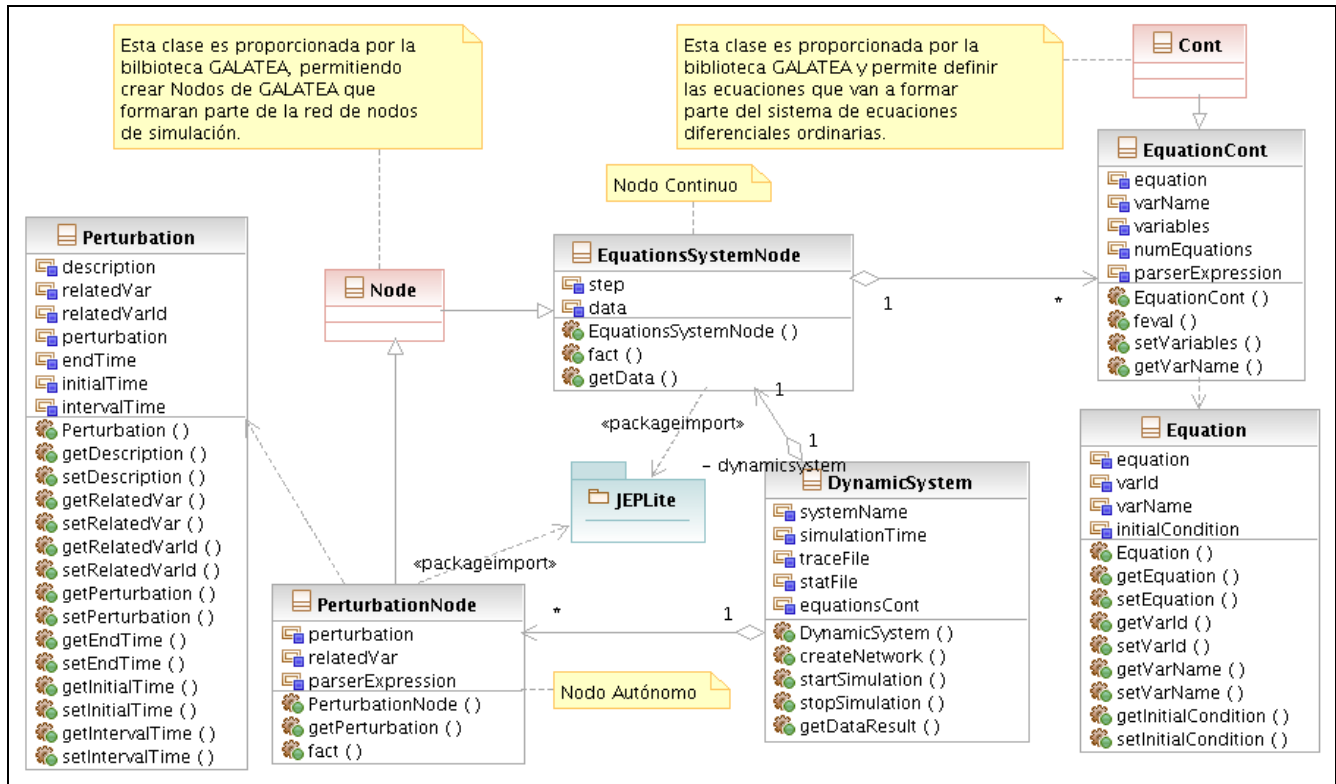 Esta clase es proporcionada por la
bilbioteca GALATEA, permitiendo
crear Nodos de GALATEA que
formaran parte de la red de nodos
de simulación.
Esta clase es proporcionada por la
biblioteca GALATEA y permite definir
las ecuaciones que van a formar
parte del sistema de ecuaciones
diferenciales ordinarias.
Cont
EquationCont
equation
varName
variables
numEquations
parserExpression
EquationCont ()
feval ()
setVariables ()
getVarName ()
Nodo Continuo
Perturbation
description
relatedVar
relatedVarId
perturbation
endTime
initialTime
intervalTime
Perturbation ()
getDescription ()
setDescription ()
getRelatedVar ()
setRelatedVar ()
getRelatedVarId ()
setRelatedVarId ()
getPerturbation ()
setPerturbation ()
getEndTime ()
setEndTime ()
getInitialTime ()
setInitialTime ()
getIntervalTime ()
setIntervalTime ()
Node
EquationsSystemNode
step
data
EquationsSystemNode ()
fact ()
getData ()
1
*
1
«packageimport»
1
– dynamicsystem
JEPLite
«packageimport»
Equation
equation
varId
varName
initialCondition
Equation ()
getEquation ()
setEquation ()
getVarId ()
setVarId ()
getVarName ()
setVarName ()
getInitialCondition ()
setInitialCondition ()
DynamicSystem
systemName
simulationTime
traceFile
statFile
equationsCont
DynamicSystem ()
createNetwork ()
startSimulation ()
stopSimulation ()
getDataResult ()
*
1
PerturbationNode
perturbation
relatedVar
parserExpression
PerturbationNode ()
getPerturbation ()
fact ()
Nodo Autónomo